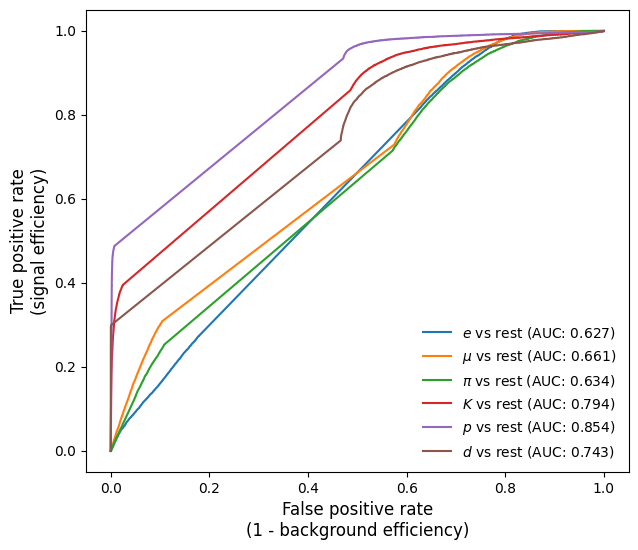 True positive rate
(signal efficiency)
1.0
0.8
0.6
0.4
0.2
0.0
0.0 0.2 0.4 0.6 0.8 1.0
False positive rate
(1 - background efficiency)
e vs rest (AUC: 0.627)
μ vs rest (AUC: 0.661)
π vs rest (AUC: 0.634)
K vs rest (AUC: 0.794)
p vs rest (AUC: 0.854)
d vs rest (AUC: 0.743)